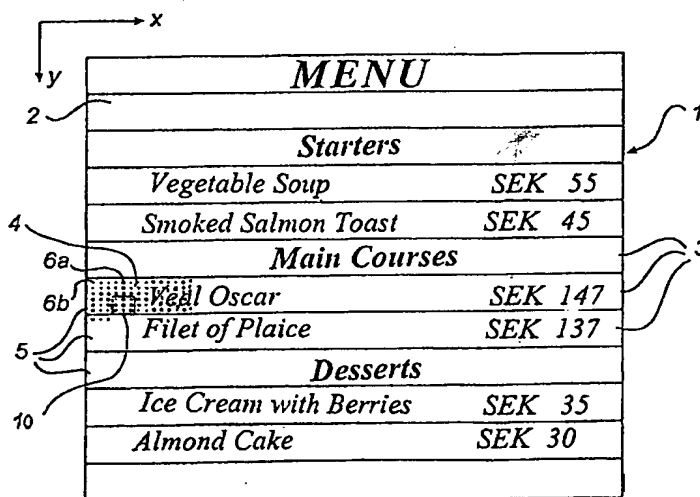 x
y
MENU
2
1
Starters
Vegetable Soup SEK 55
4 Smoked Salmon Toast SEK 45
6a Main Courses
6b Veal Oscar SEK 147
5 Filet of Plaice SEK 137
Desserts
10 Ice Cream with Berries SEK 35
Almond Cake SEK 30